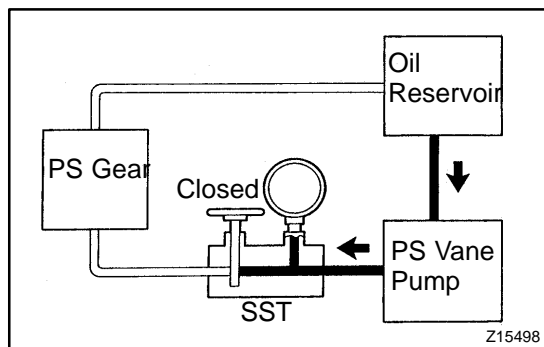 Oil
Reservoir
PS Gear
Closed
PS Vane
Pump
SST
Z15498